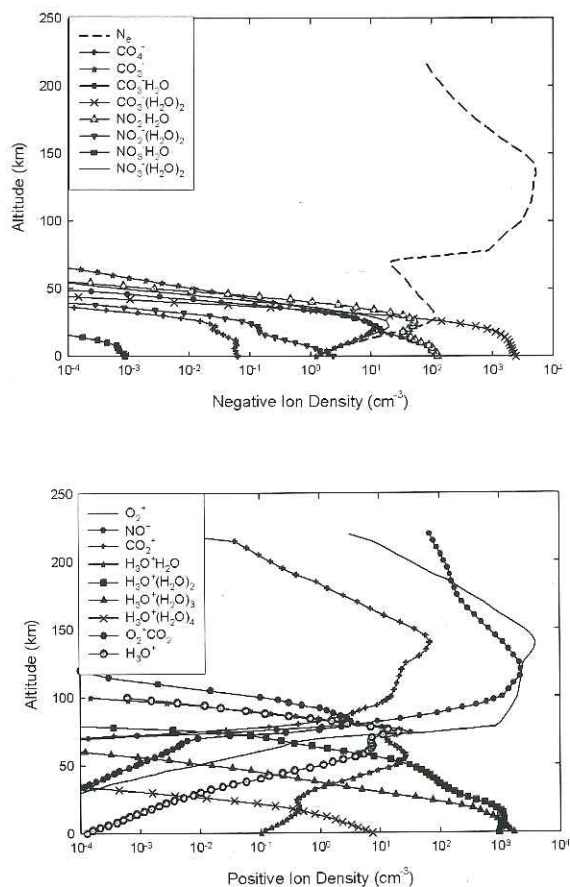 Nₑ
CO₄⁻
CO₃⁻
CO₃⁻H₂O
CO₃⁻(H₂O)₂
NO₂⁻H₂O
NO₂⁻(H₂O)₂
NO₃⁻H₂O
NO₃⁻(H₂O)₂
250
200
150
100
50
0
Altitude (km)
10⁻⁴ 10⁻³ 10⁻² 10⁻¹ 10⁰ 10¹ 10² 10³ 10⁴
Negative Ion Density (cm⁻³)
O₂⁺
NO⁺
CO₂⁺
H₃O⁺H₂O
H₃O⁺(H₂O)₂
H₃O⁺(H₂O)₃
H₃O⁺(H₂O)₄
O₂⁺CO₂
H₃O⁺
250
200
150
100
50
0
Altitude (km)
10⁻⁴ 10⁻³ 10⁻² 10⁻¹ 10⁰ 10¹ 10² 10³ 10⁴
Positive Ion Density (cm⁻³)